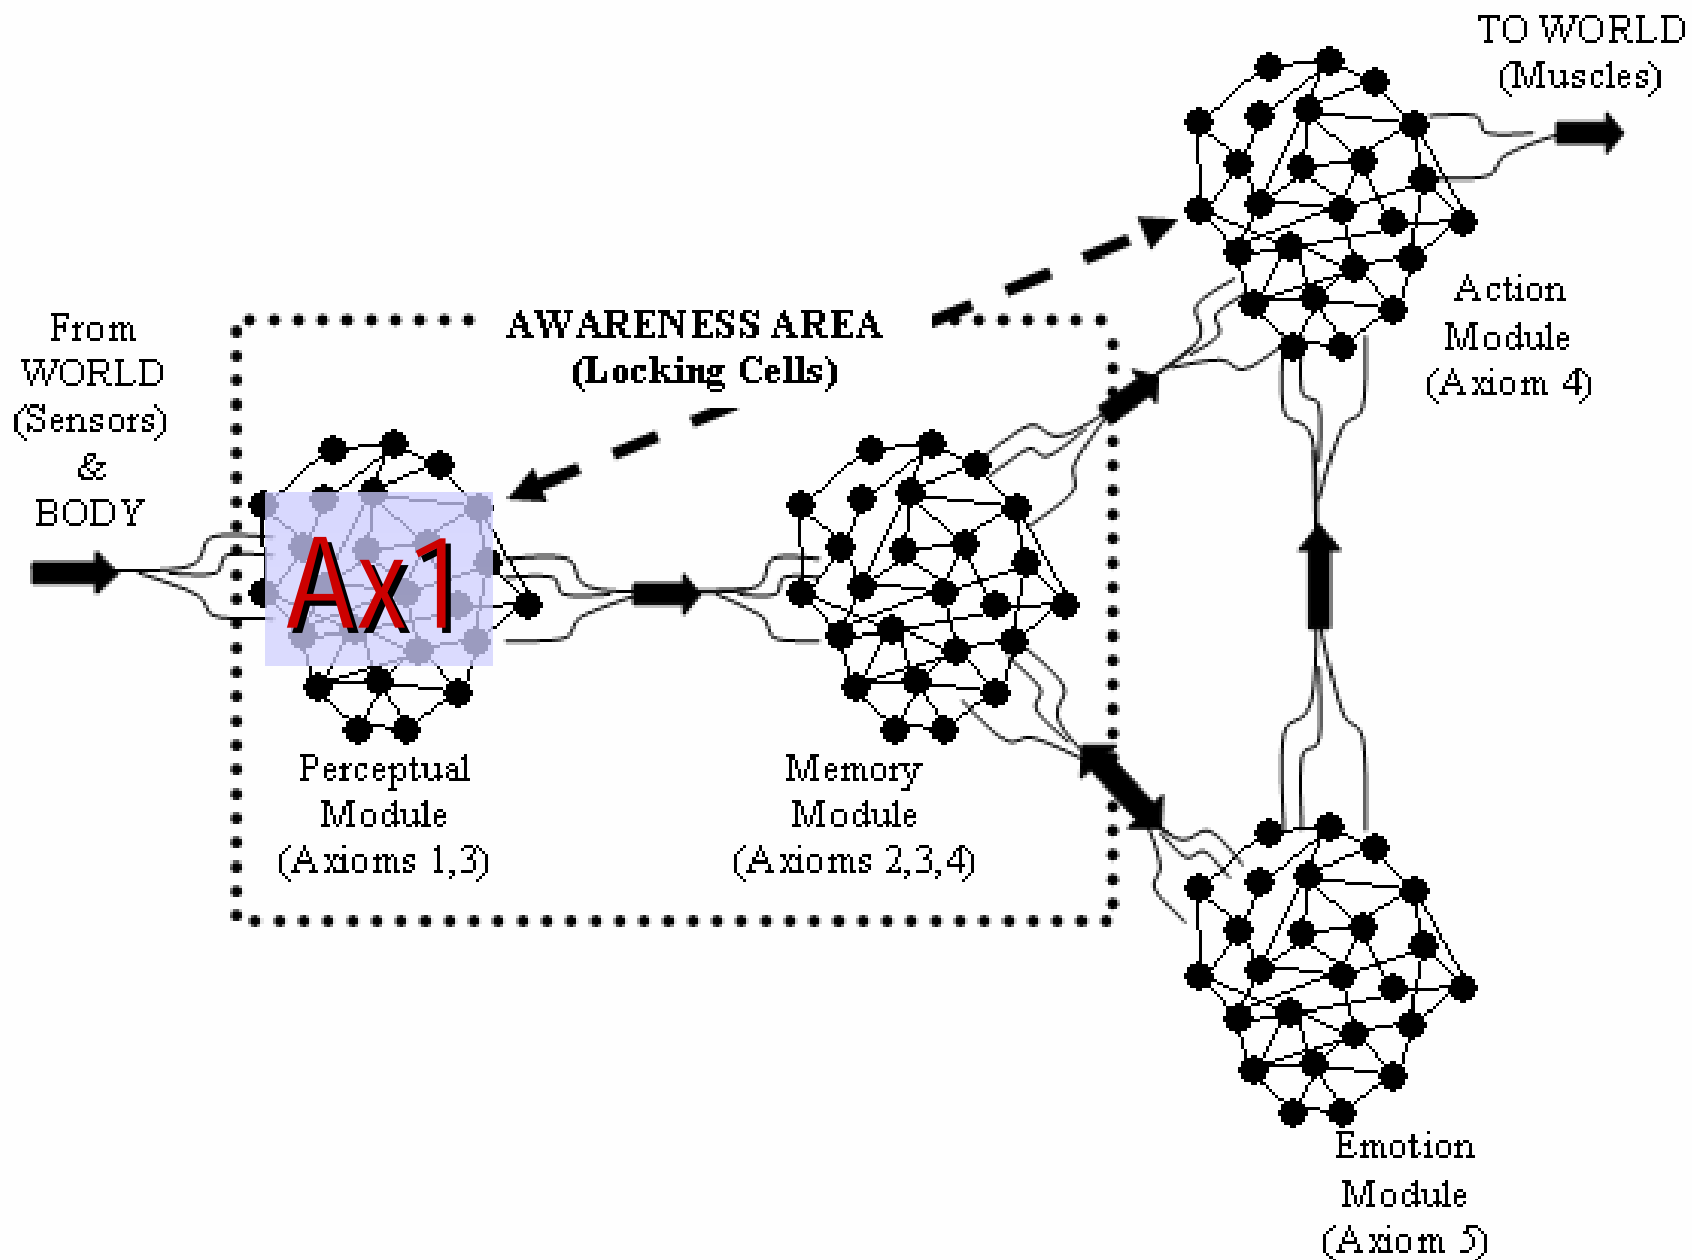 TO WORLD
(Muscles)
Action
Module
(Axiom 4)
From
WORLD
(Sensors)
&
BODY
AWARENESS AREA
(Locking Cells)
Ax1
Perceptual
Module
(Axioms 1,3)
Memory
Module
(Axioms 2,3,4)
Emotion
Module
(Axiom 5)